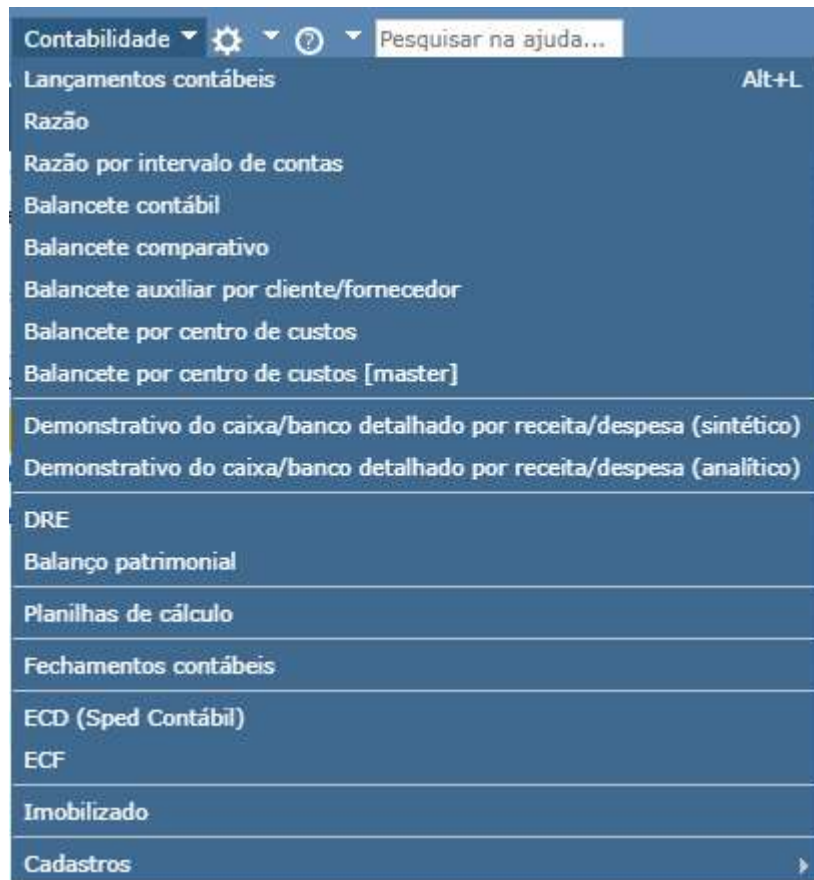 Contabilidade Pesquisar na ajuda...
Lançamentos contábeis Alt+L
Razão
Razão por intervalo de contas
Balancete contábil
Balancete comparativo
Balancete auxiliar por cliente/fornecedor
Balancete por centro de custos
Balancete por centro de custos [master]
Demonstrativo do caixa/banco detalhado por receita/despesa (sintético)
Demonstrativo do caixa/banco detalhado por receita/despesa (analítico)
DRE
Balanço patrimonial
Planilhas de cálculo
Fechamentos contábeis
ECD (Sped Contábil)
ECF
Imobilizado
Cadastros